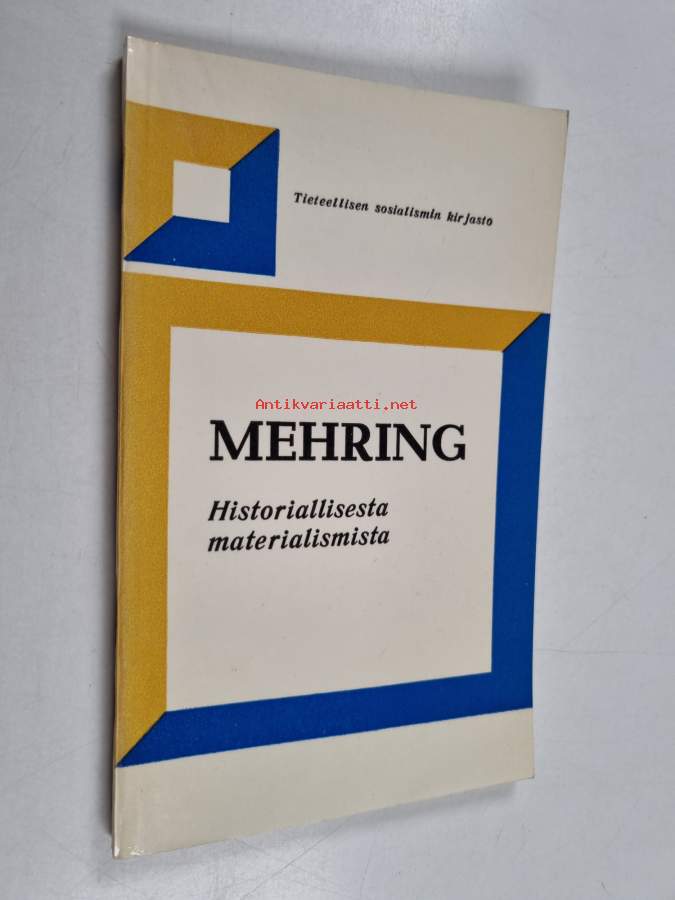 Tieteellisen sosialismin kirjasto
Antikvariaatti.net
MEHRING
Historiallisesta
materialismista